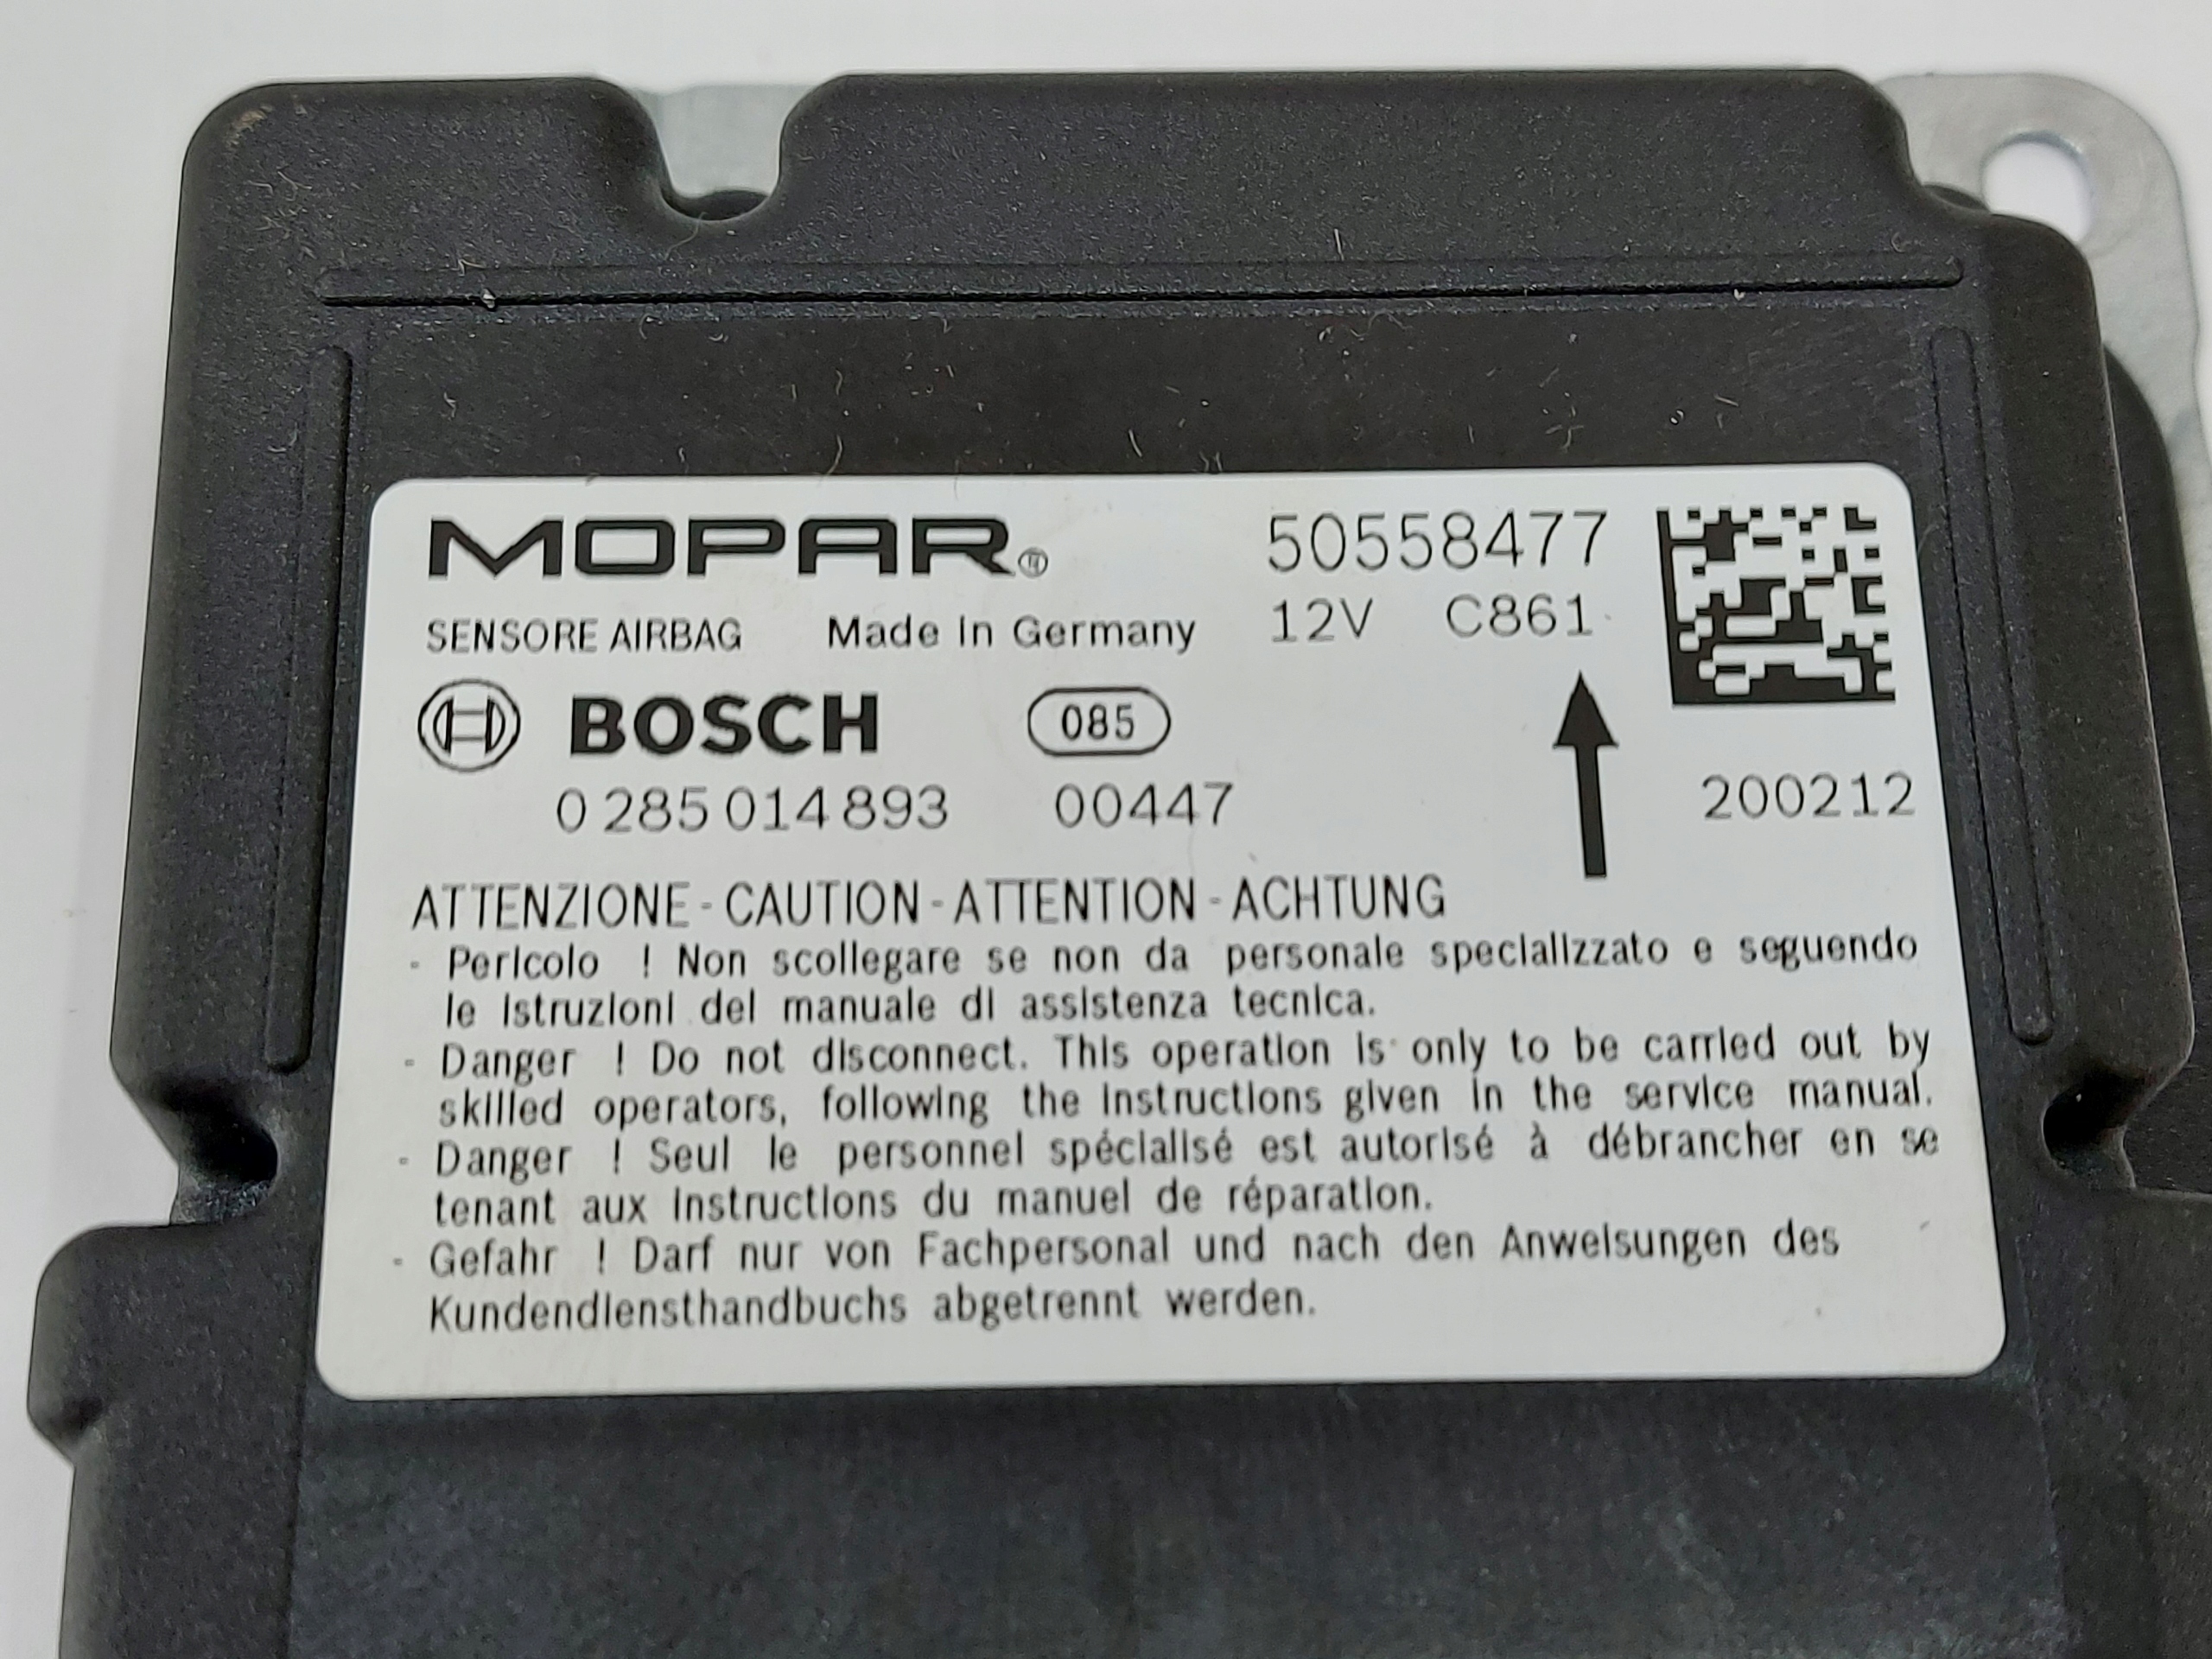 MOPAR® 50558477
SENSORE AIRBAG Made in Germany 12V C861
BOSCH 085
0 285 014 893 00447 200212
ATTENZIONE - CAUTION - ATTENTION - ACHTUNG
- Pericolo ! Non scollegare se non da personale specializzato e seguendo
le istruzioni del manuale di assistenza tecnica.
- Danger ! Do not disconnect. This operation is only to be carried out by
skilled operators, following the instructions given in the service manual.
- Danger ! Seul le personnel spécialisé est autorisé à débrancher en se
tenant aux instructions du manuel de réparation.
- Gefahr ! Darf nur von Fachpersonal und nach den Anweisungen des
Kundendiensthandbuchs abgetrennt werden.